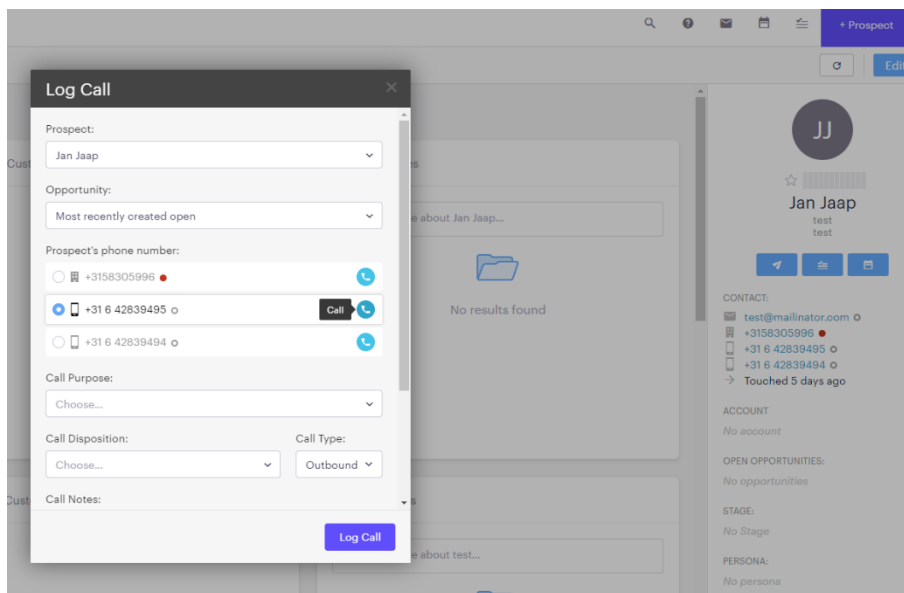 + Prospect
Edit
Log Call
Prospect:
Jan Jaap
Opportunity:
Most recently created open
Prospect's phone number:
+3158305996
+31 6 42839495
Call
+31 6 42839494
Call Purpose:
Choose...
Call Disposition:
Call Type:
Choose...
Outbound
Call Notes:
Log Call
Cust
es
e about Jan Jaap...
No results found
Cust
s
e about test...
JJ
Jan Jaap
test
test
CONTACT:
test@mailinator.com
+3158305996
+31 6 42839495
+31 6 42839494
Touched 5 days ago
ACCOUNT
No account
OPEN OPPORTUNITIES:
No opportunities
STAGE:
No Stage
PERSONA:
No persona